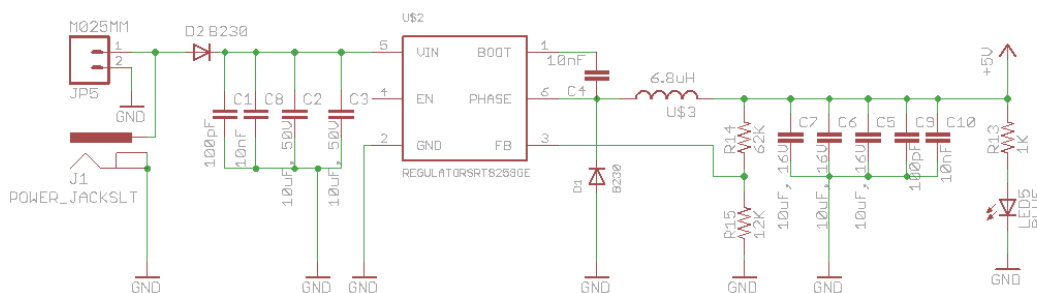 M025MM
1
2
JP5
GND
J1
POWER_JACKSLT
GND
D2 B230
C1
100pF
C8
10nF
C2
10uF, 50V
C3
10uF, 50V
GND
GND
U$2
5
VIN
BOOT
1
4
EN
PHASE
6
2
GND
FB
3
REGULATORSRT8259GE
10nF
C4
6.8uH
U$3
D1
B230
GND
R14
62K
R15
12K
GND
C7
10uF, 16V
C6
10uF, 16V
C5
10uF, 16V
C9
100pF
C10
10nF
GND
+5V
R13
1K
LED5
BLUE
GND